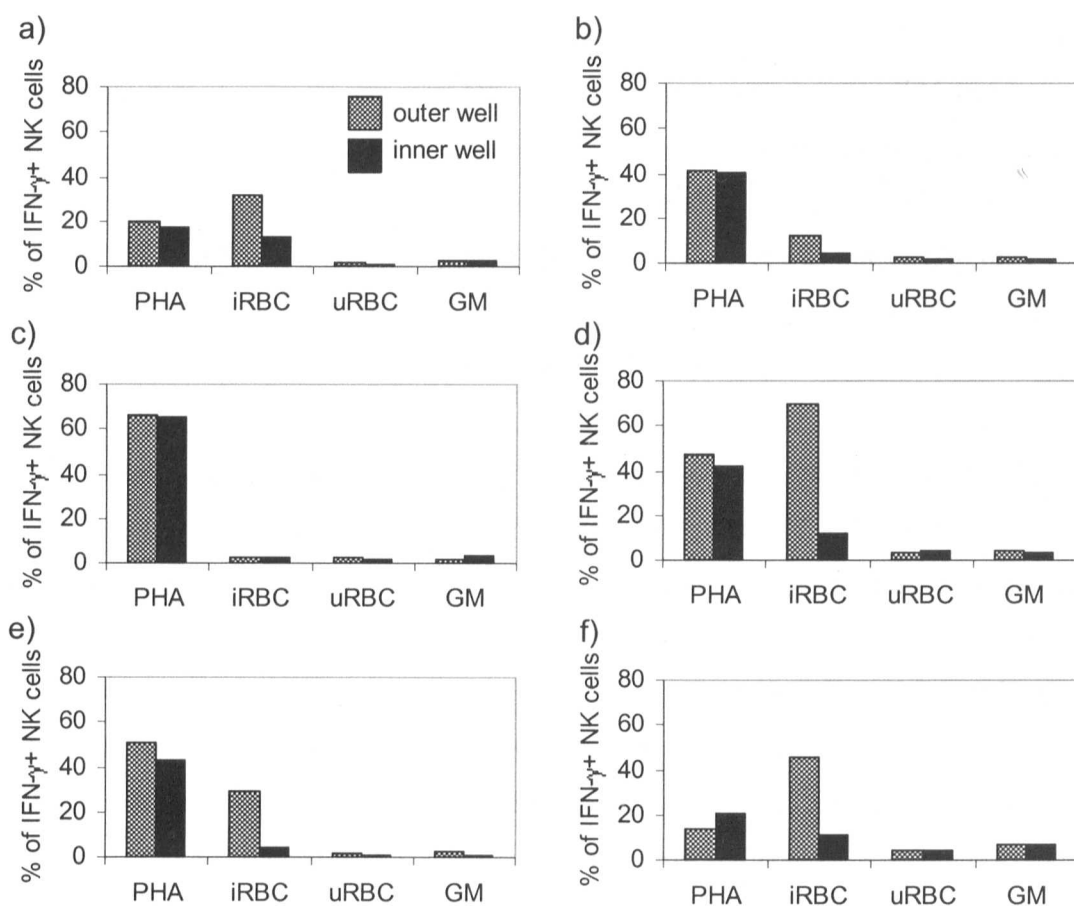 a)
% of IFN-γ+ NK cells
80
60
40
20
0
outer well
inner well
PHA iRBC uRBC GM
b)
% of IFN-γ+ NK cells
80
60
40
20
0
PHA iRBC uRBC GM
c)
% of IFN-γ+ NK cells
80
60
40
20
0
PHA iRBC uRBC GM
d)
% of IFN-γ+ NK cells
80
60
40
20
0
PHA iRBC uRBC GM
e)
% of IFN-γ+ NK cells
80
60
40
20
0
PHA iRBC uRBC GM
f)
% of IFN-γ+ NK cells
80
60
40
20
0
PHA iRBC uRBC GM